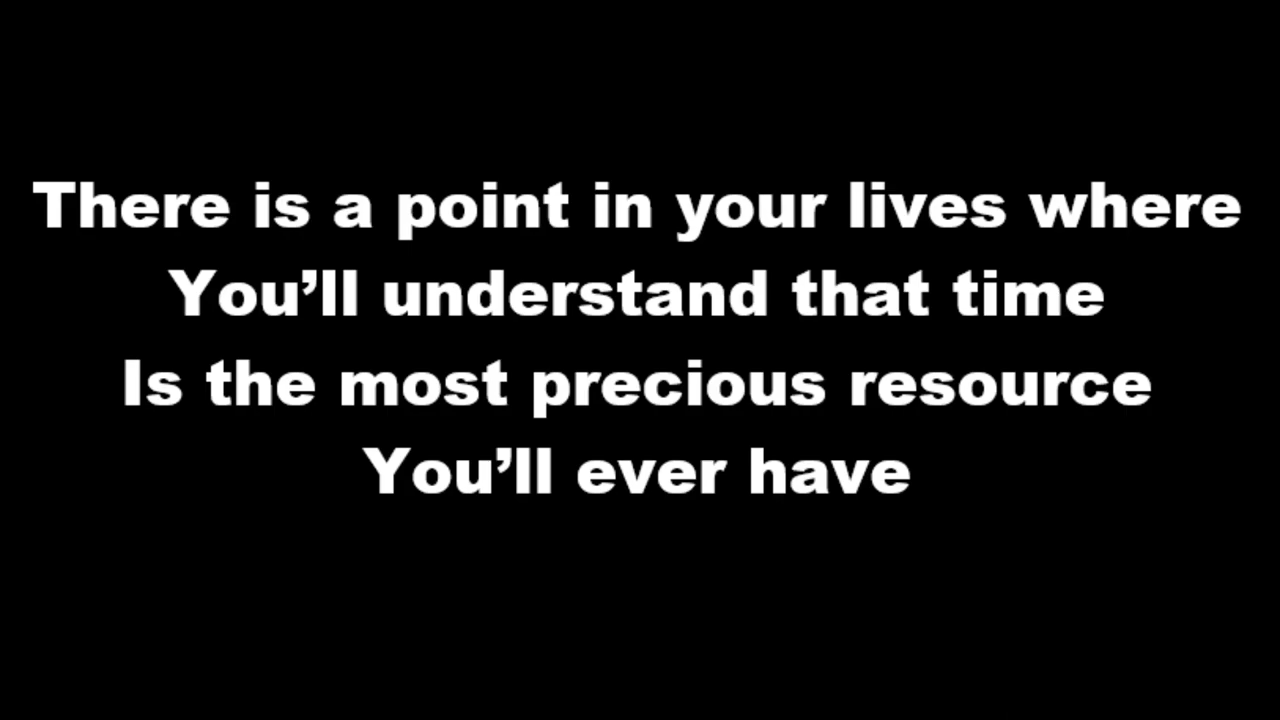 There is a point in your lives where
You’ll understand that time
Is the most precious resource
You’ll ever have